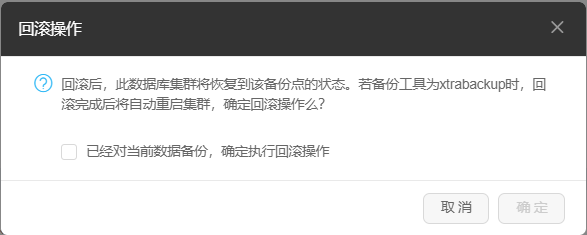 回滚操作
回滚后，此数据库集群将恢复到该备份点的状态。若备份工具为xtrabackup时，回
滚完成后将自动重启集群，确定回滚操作么？
已经对当前数据备份，确定执行回滚操作
取 消
确 定